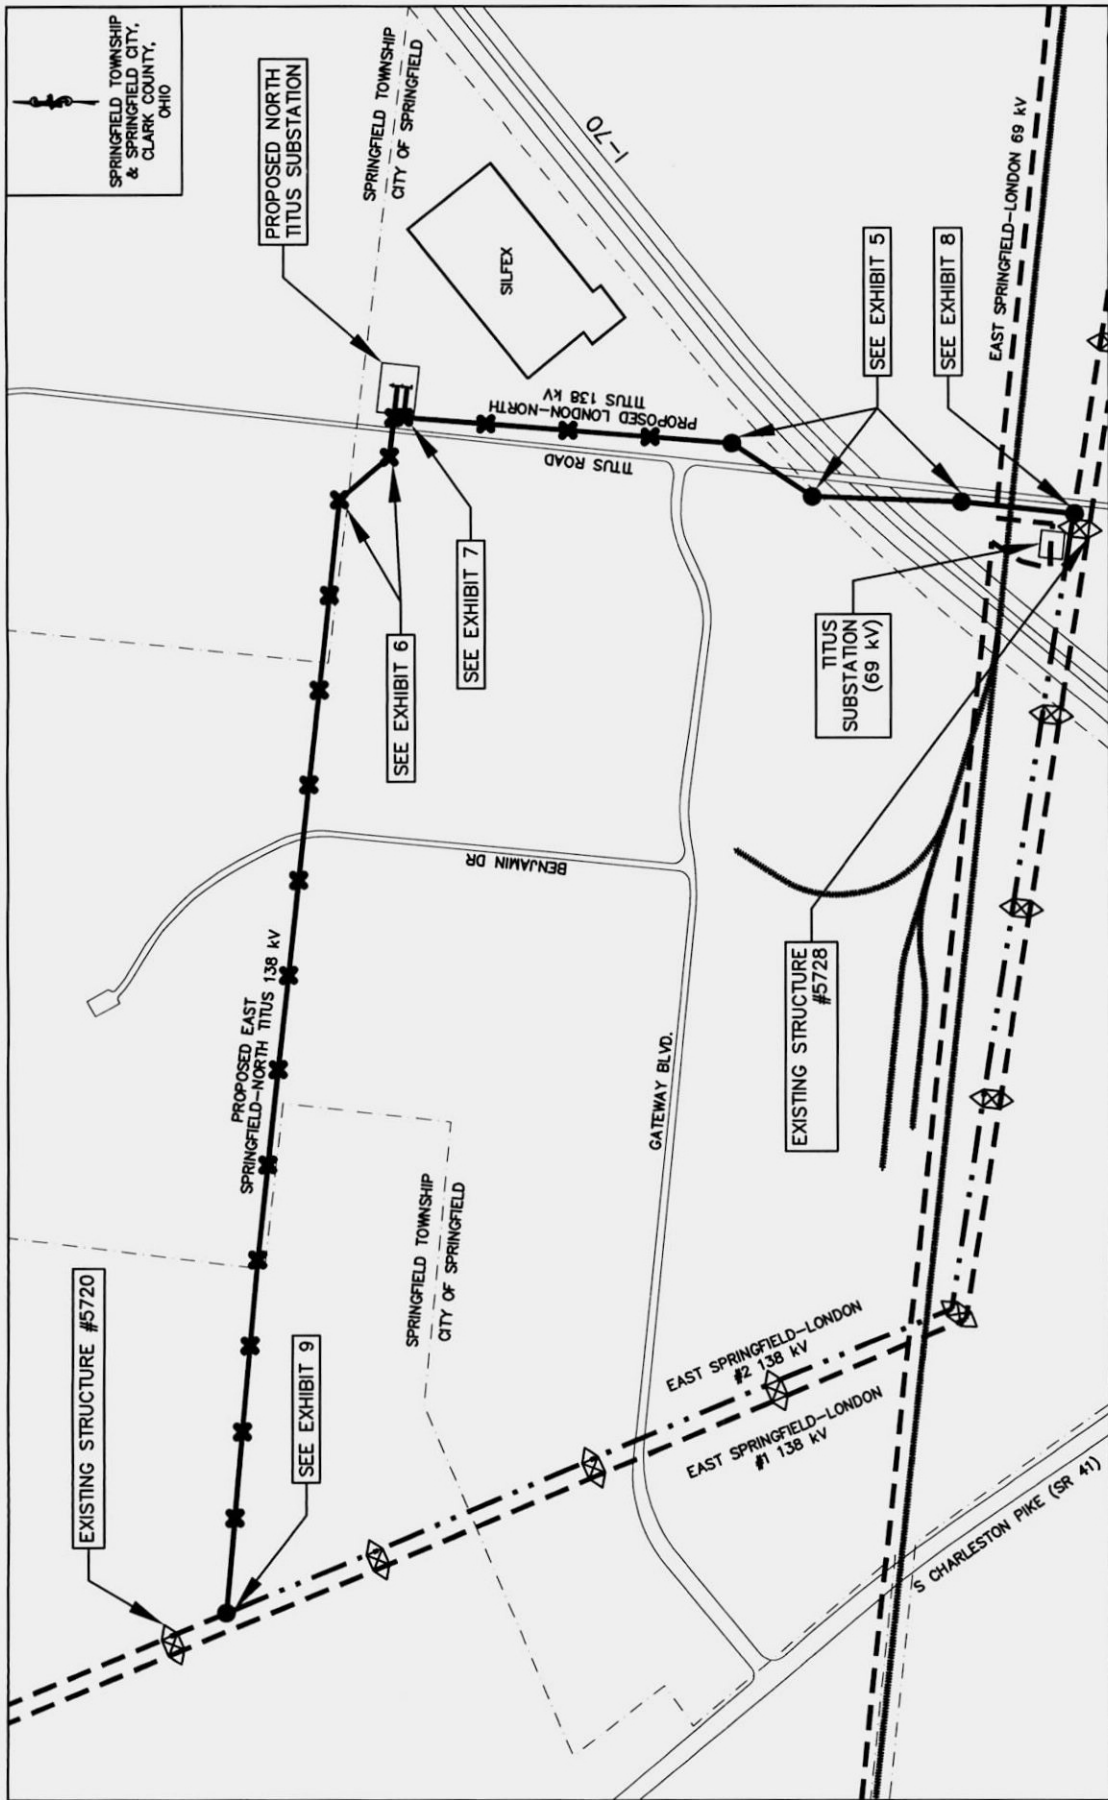 SPRINGFIELD TOWNSHIP
& SPRINGFIELD CITY,
CLARK COUNTY,
OHIO
EXISTING STRUCTURE #5720
SEE EXHIBIT 9
PROPOSED EAST
SPRINGFIELD-NORTH TITUS 138 kV
PROPOSED NORTH
TITUS SUBSTATION
SPRINGFIELD TOWNSHIP
CITY OF SPRINGFIELD
SILFEX
I-70
SEE EXHIBIT 6
SEE EXHIBIT 7
TITUS ROAD
PROPOSED LONDON-NORTH
TITUS 138 kV
SPRINGFIELD TOWNSHIP
CITY OF SPRINGFIELD
BENJAMIN DR
GATEWAY BLVD.
SEE EXHIBIT 5
SEE EXHIBIT 8
EAST SPRINGFIELD-LONDON
#2 138 kV
EAST SPRINGFIELD-LONDON
#1 138 kV
EXISTING STRUCTURE
#5728
TITUS
SUBSTATION
(69 kV)
EAST SPRINGFIELD-LONDON 69 kV
S CHARLESTON PIKE (SR 41)